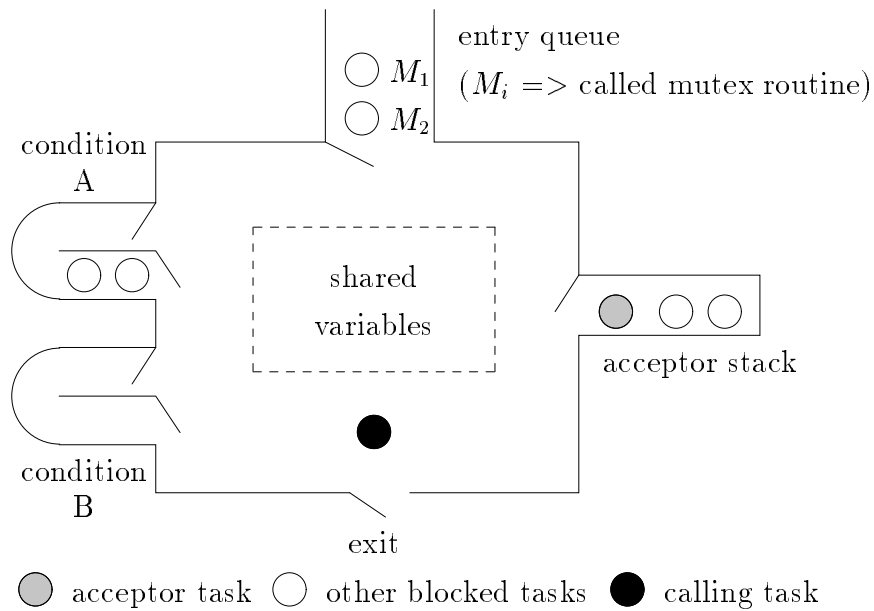 entry queue
M₁
(Mᵢ => called mutex routine)
M₂
condition
A
shared
variables
acceptor stack
condition
B
exit
acceptor task
other blocked tasks
calling task